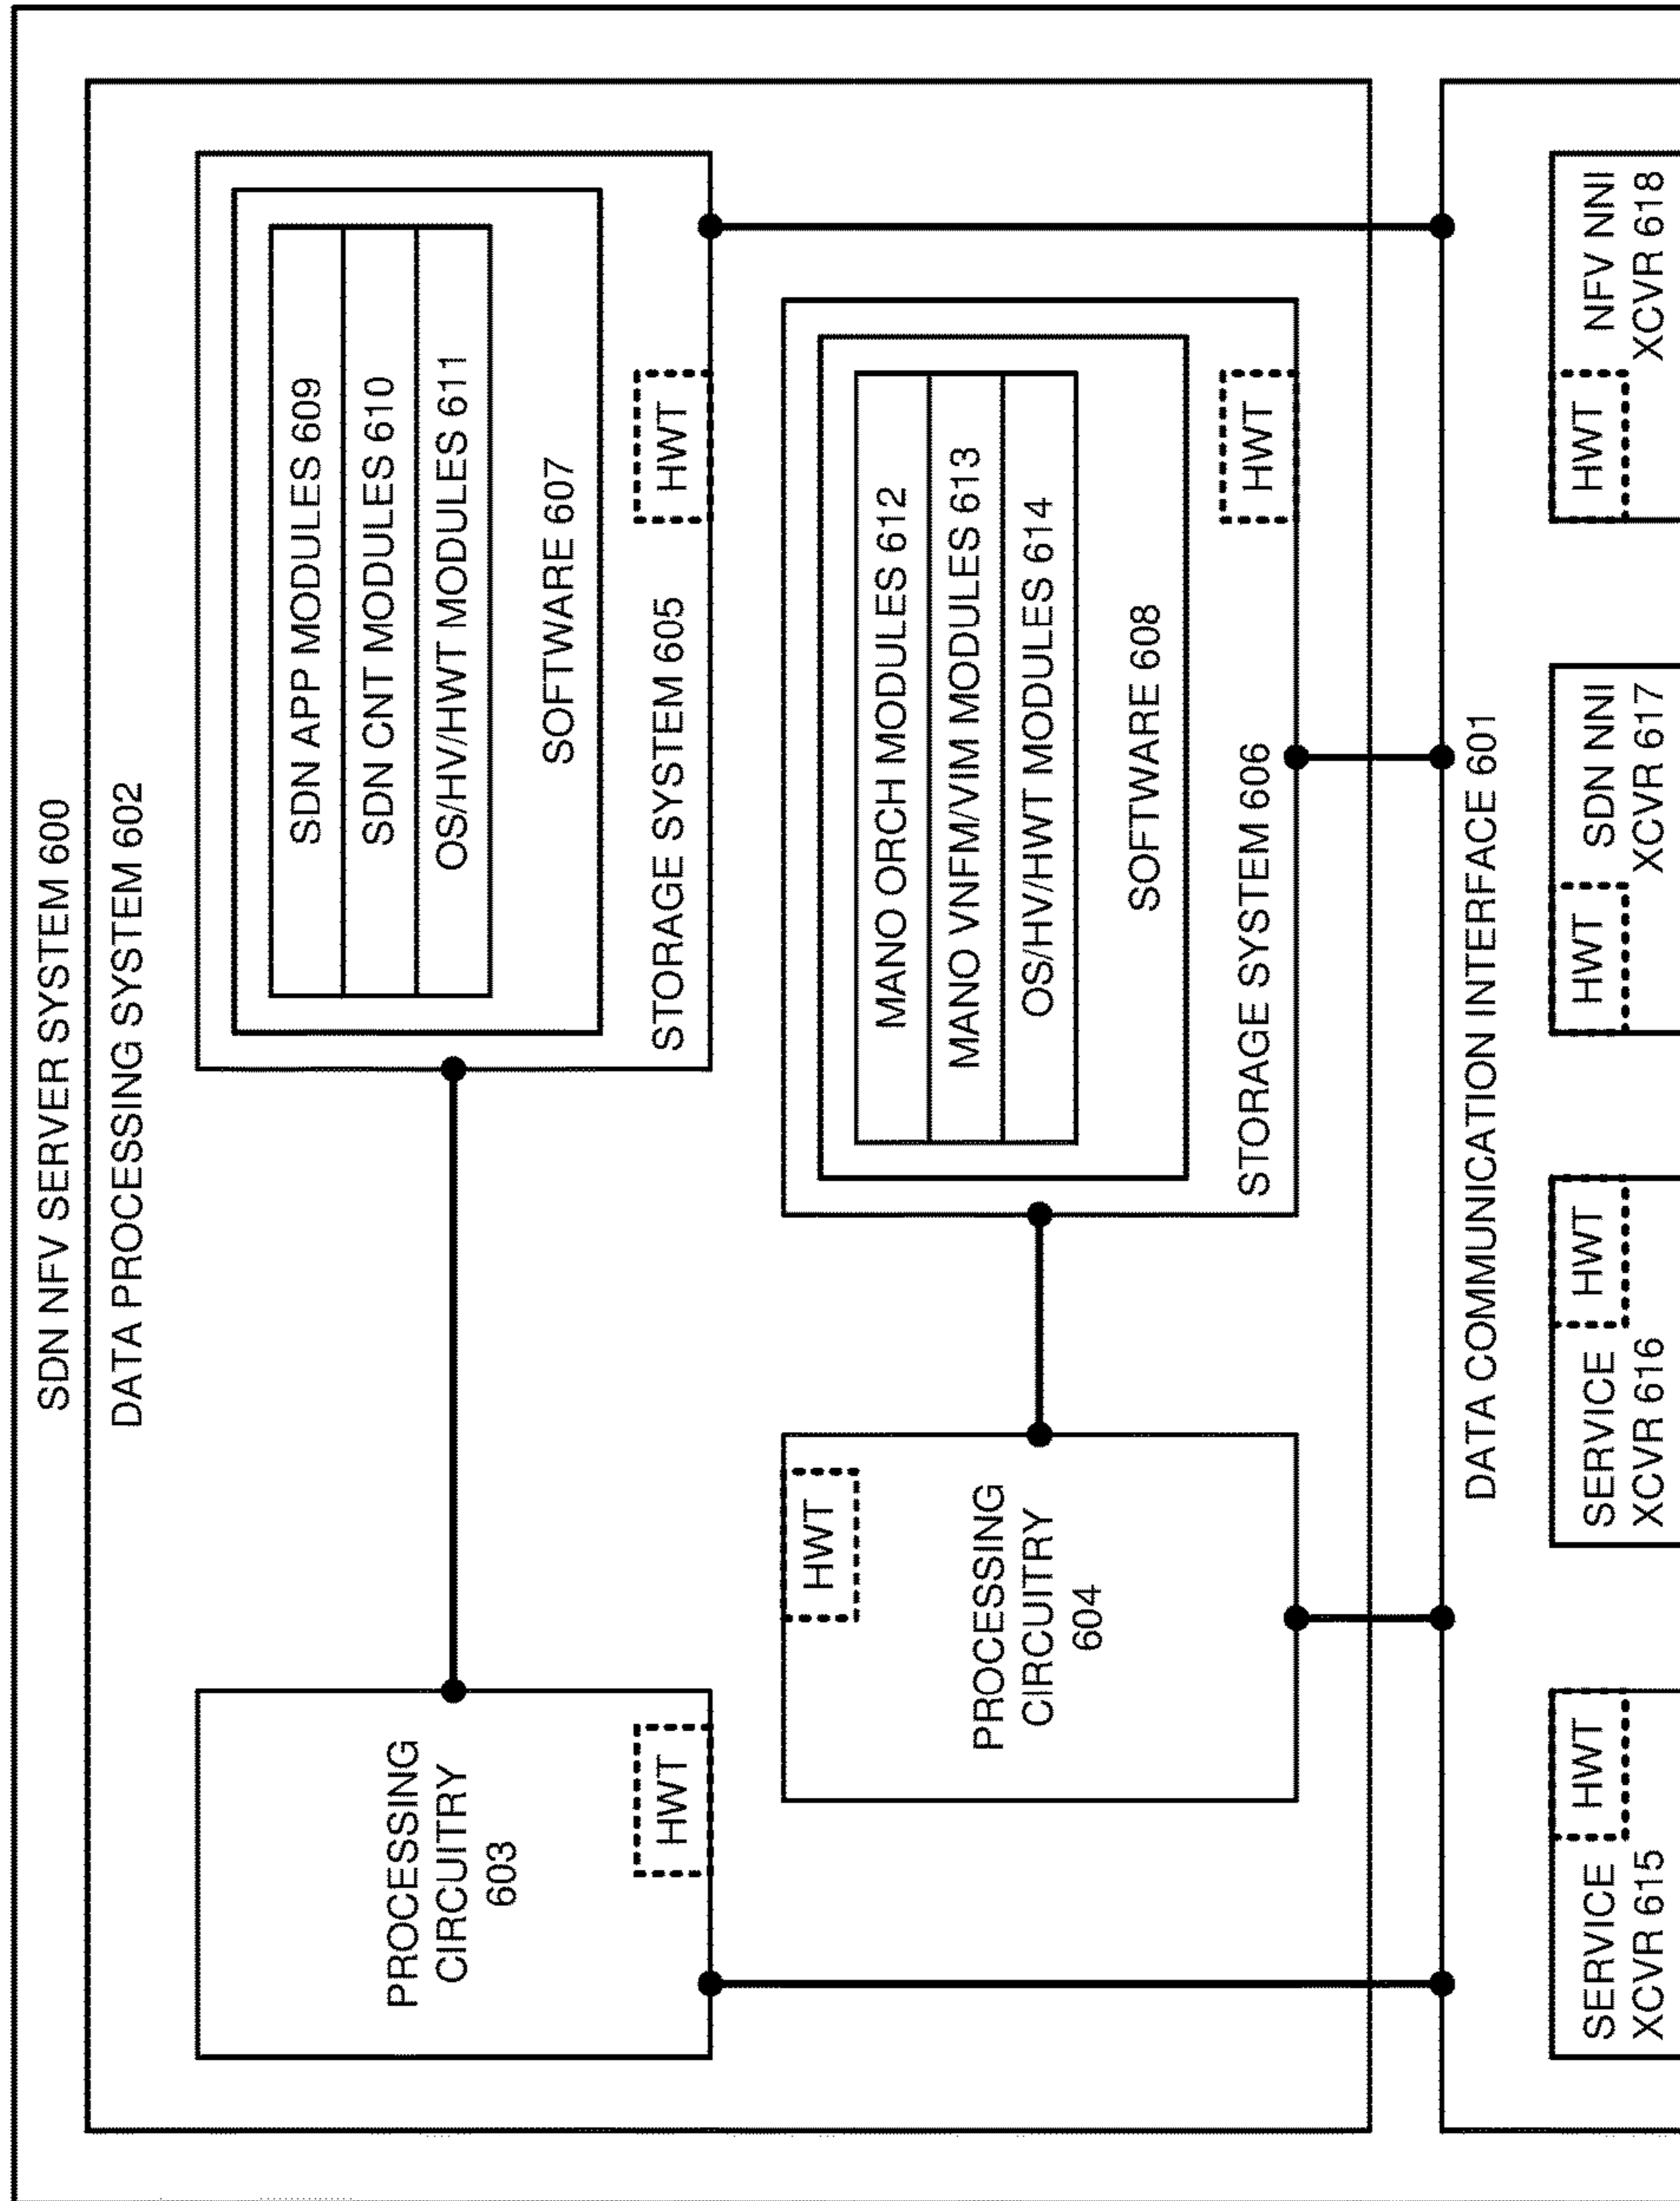 SDN NFV SERVER SYSTEM 600
DATA PROCESSING SYSTEM 602
PROCESSING
CIRCUITRY
603
HWT
SDN APP MODULES 609
SDN CNT MODULES 610
OS/HV/HWT MODULES 611
SOFTWARE 607
STORAGE SYSTEM 605
HWT
HWT
PROCESSING
CIRCUITRY
604
MANO ORCH MODULES 612
MANO VNFM/VIM MODULES 613
OS/HV/HWT MODULES 614
SOFTWARE 608
STORAGE SYSTEM 606
HWT
DATA COMMUNICATION INTERFACE 601
SERVICE
XCVR 615
HWT
SERVICE
XCVR 616
HWT
HWT
SDN NNI
XCVR 617
HWT
NFV NNI
XCVR 618